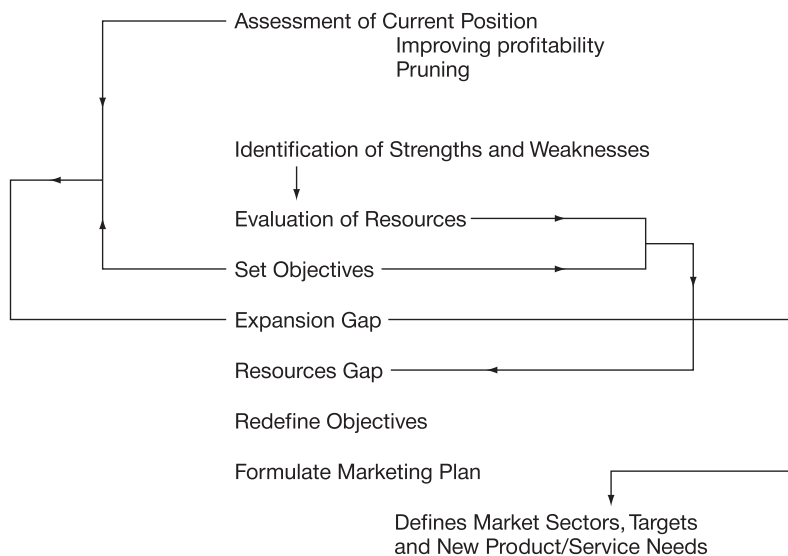 Assessment of Current Position
Improving profitability
Pruning
Identification of Strengths and Weaknesses
Evaluation of Resources
Set Objectives
Expansion Gap
Resources Gap
Redefine Objectives
Formulate Marketing Plan
Defines Market Sectors, Targets
and New Product/Service Needs